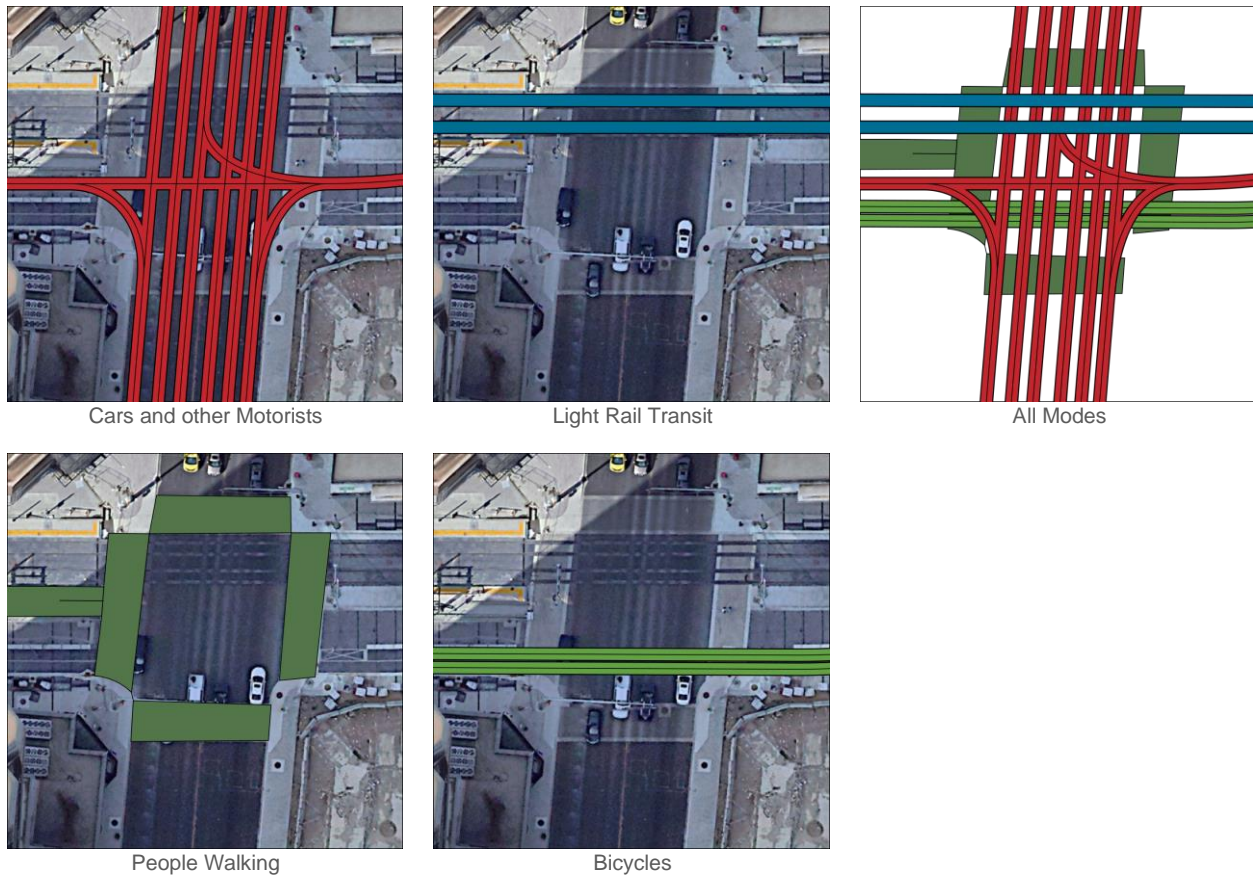 Cars and other Motorists
Light Rail Transit
All Modes
People Walking
Bicycles